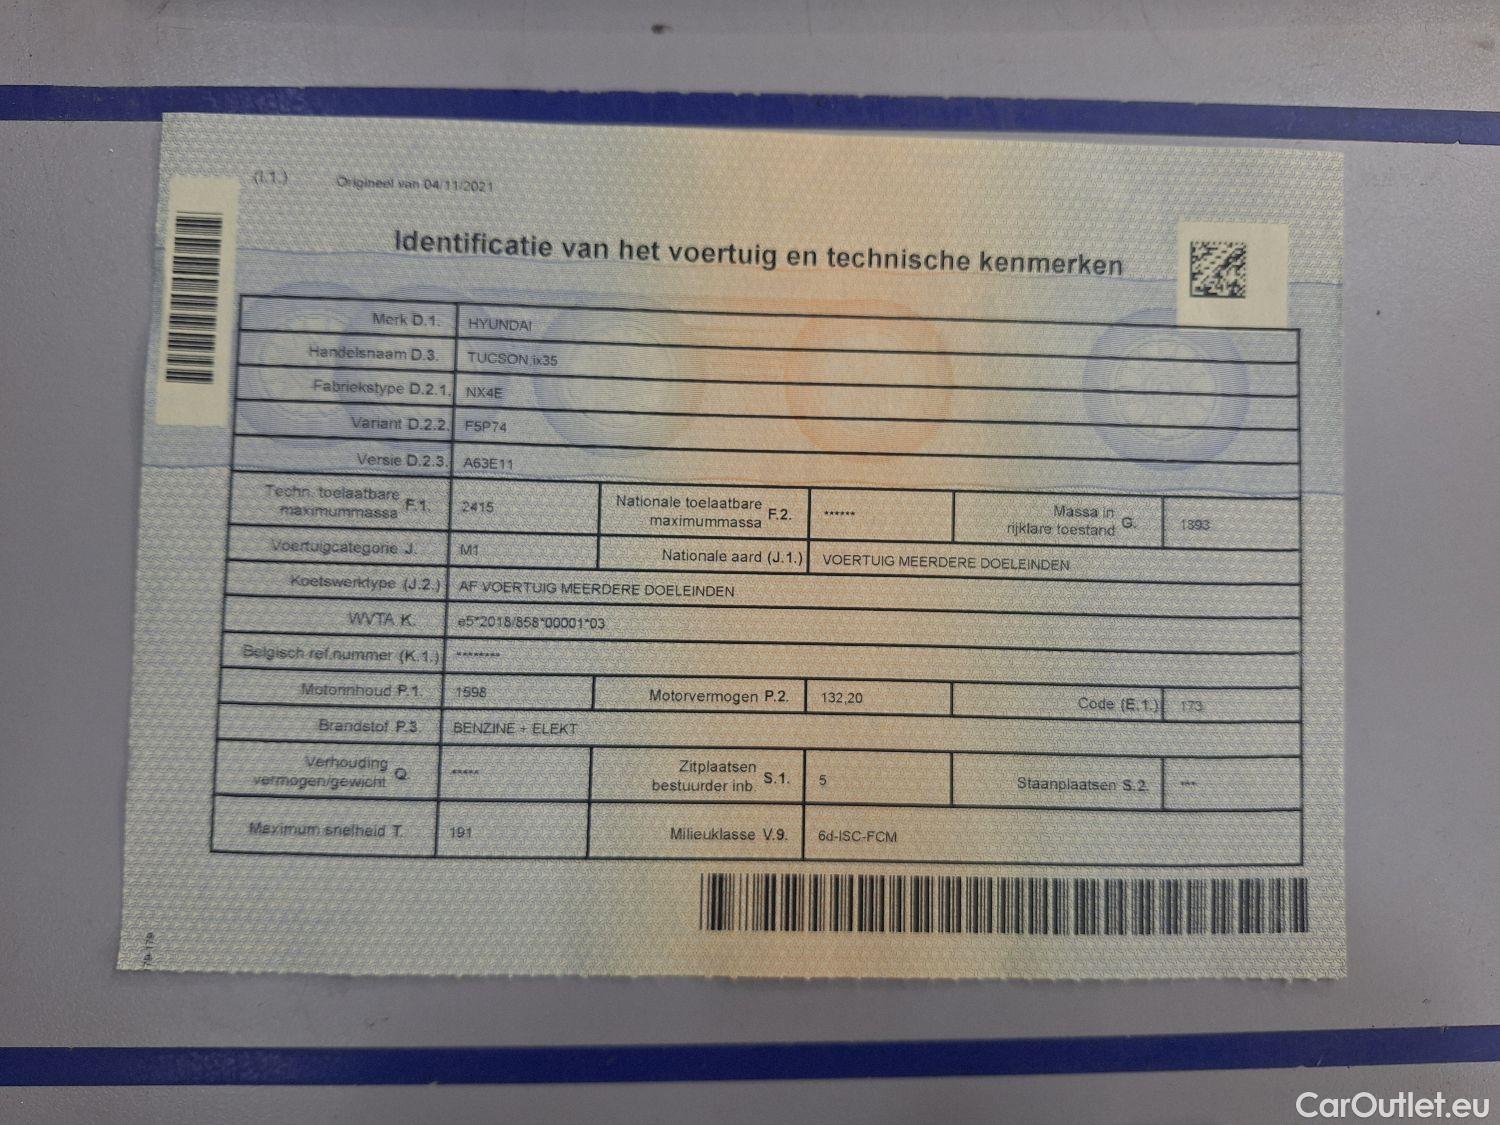 (I.1.) Origineel van 04/11/2021
Identificatie van het voertuig en technische kenmerken
Merk D.1. HYUNDAI
Handelsnaam D.3. TUCSON,ix35
Fabriekstype D.2.1. NX4E
Variant D.2.2. F5P74
Versie D.2.3. A63E11
Techn. toelaatbare maximummassa F.1. 2415 Nationale toelaatbare maximummassa F.2. ****** Massa in rijklare toestand G. 1393
Voertuigcategorie J. M1 Nationale aard (J.1.) VOERTUIG MEERDERE DOELEINDEN
Koetswerktype (J.2.) AF VOERTUIG MEERDERE DOELEINDEN
WVTA K. e5*2018/858*00001*03
Belgisch ref.nummer (K.1.) ********
Motorinhoud P.1. 1598 Motorvermogen P.2. 132,20 Code (E.1.) 173
Brandstof P.3. BENZINE + ELEKT
Verhouding vermogen/gewicht Q. ***** Zitplaatsen bestuurder inb. S.1. 5 Staanplaatsen S.2. ***
Maximum snelheid T. 191 Milieuklasse V.9. 6d-ISC-FCM
CarOutlet.eu